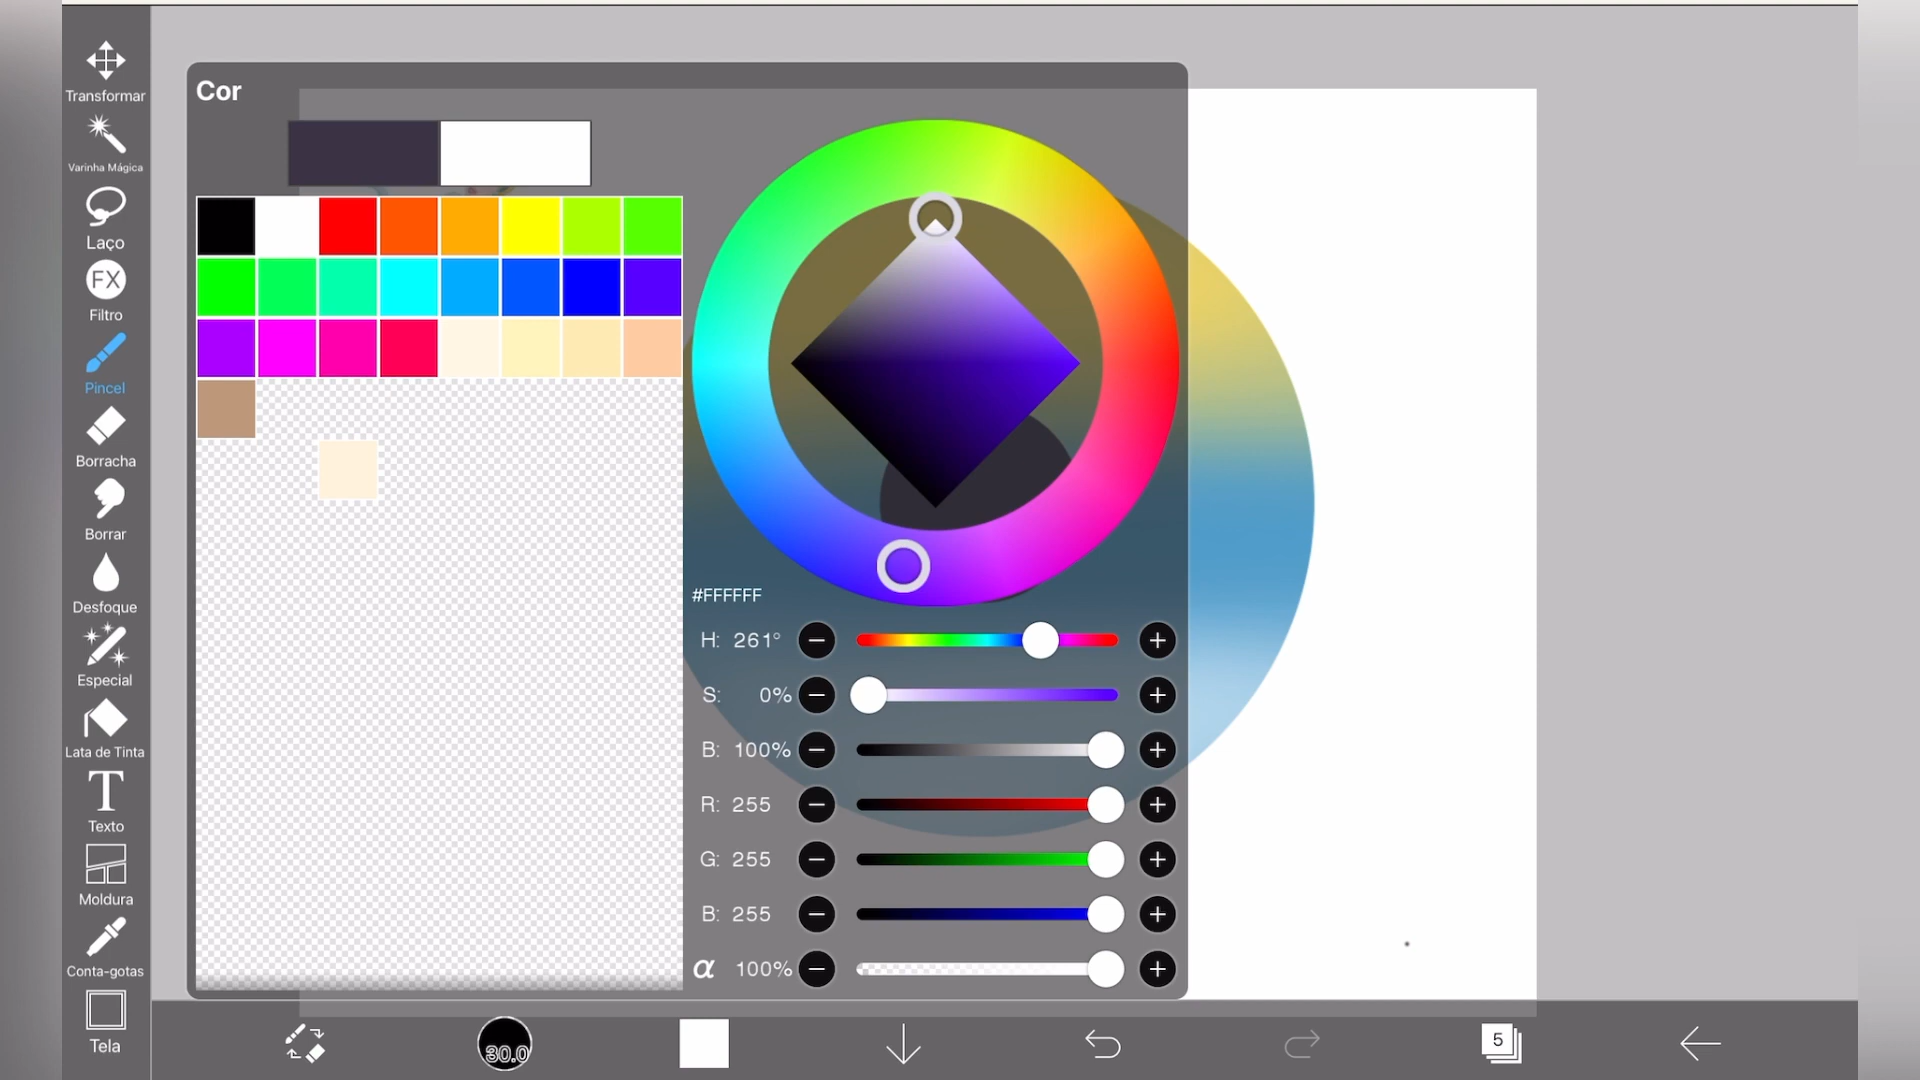 Transformar
Varinha Mágica
Laço
FX
Filtro
Pincel
Borracha
Borrar
Desfoque
Especial
Lata de Tinta
T
Texto
Moldura
Conta-gotas
Tela
Cor
#FFFFFF
H: 261°
S: 0%
B: 100%
R: 255
G: 255
B: 255
α 100%
30.0
5